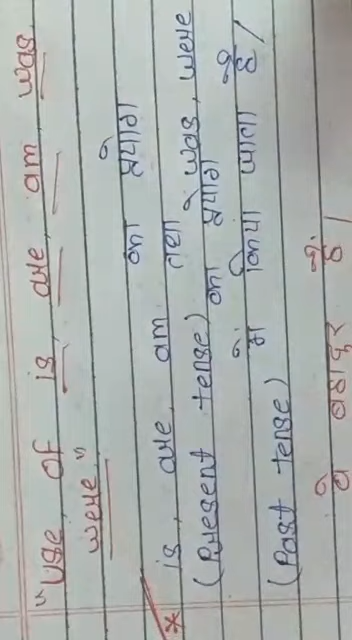 "Use of is, are, am was
were"
* is, are, am का प्रयोग
(Present tense) तथा was, were
का प्रयोग
(Past tense) में किया जाता है।
वे बहादुर हैं।